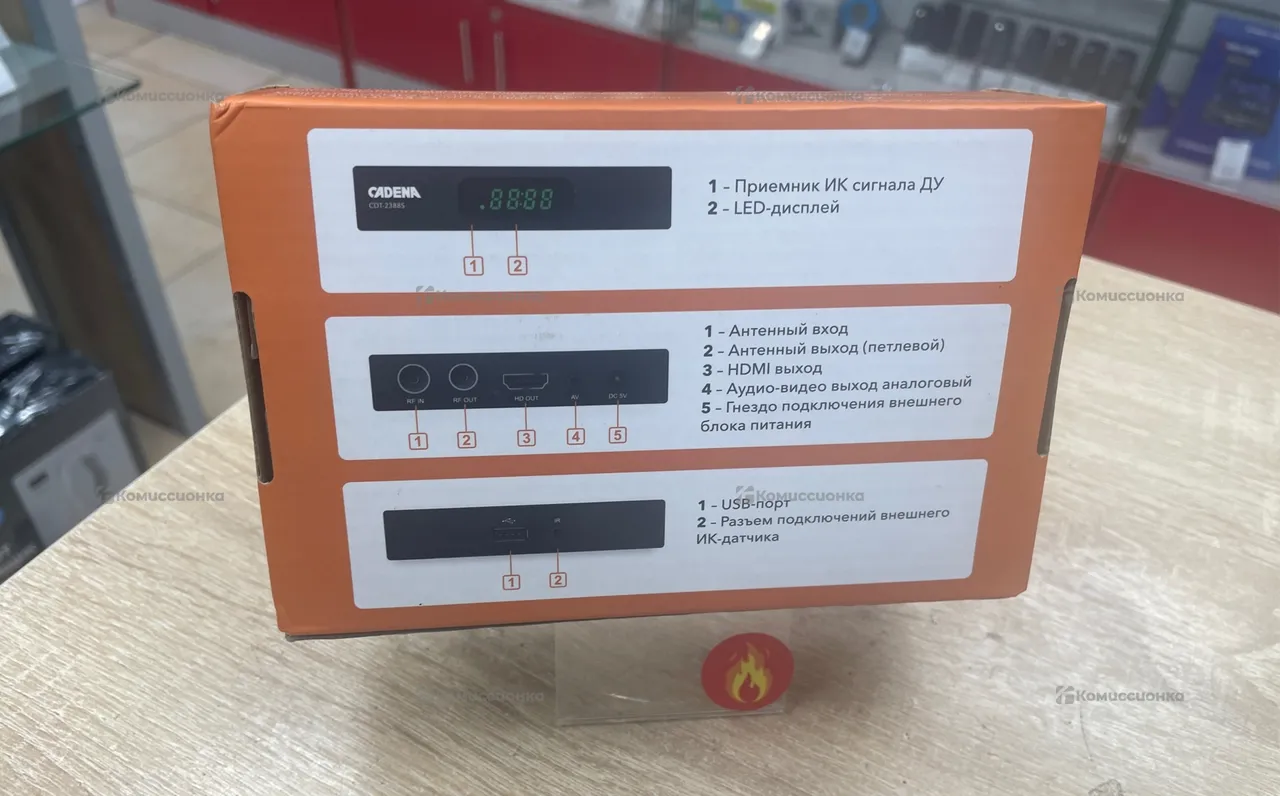 CADENA
CDT-2388S
88:88
1 – Приемник ИК сигнала ДУ
2 – LED-дисплей
1 2
1 – Антенный вход
2 – Антенный выход (петлевой)
3 – HDMI выход
4 – Аудио-видео выход аналоговый
5 – Гнездо подключения внешнего
блока питания
RF IN RF OUT HD OUT AV DC 5V
1 2 3 4 5
1 – USB-порт
2 – Разъем подключений внешнего
ИК-датчика
IR
1 2
Комиссионка
Комиссионка
Комиссионка
Комиссионка
Комиссионка
Комиссионка
Комиссионка